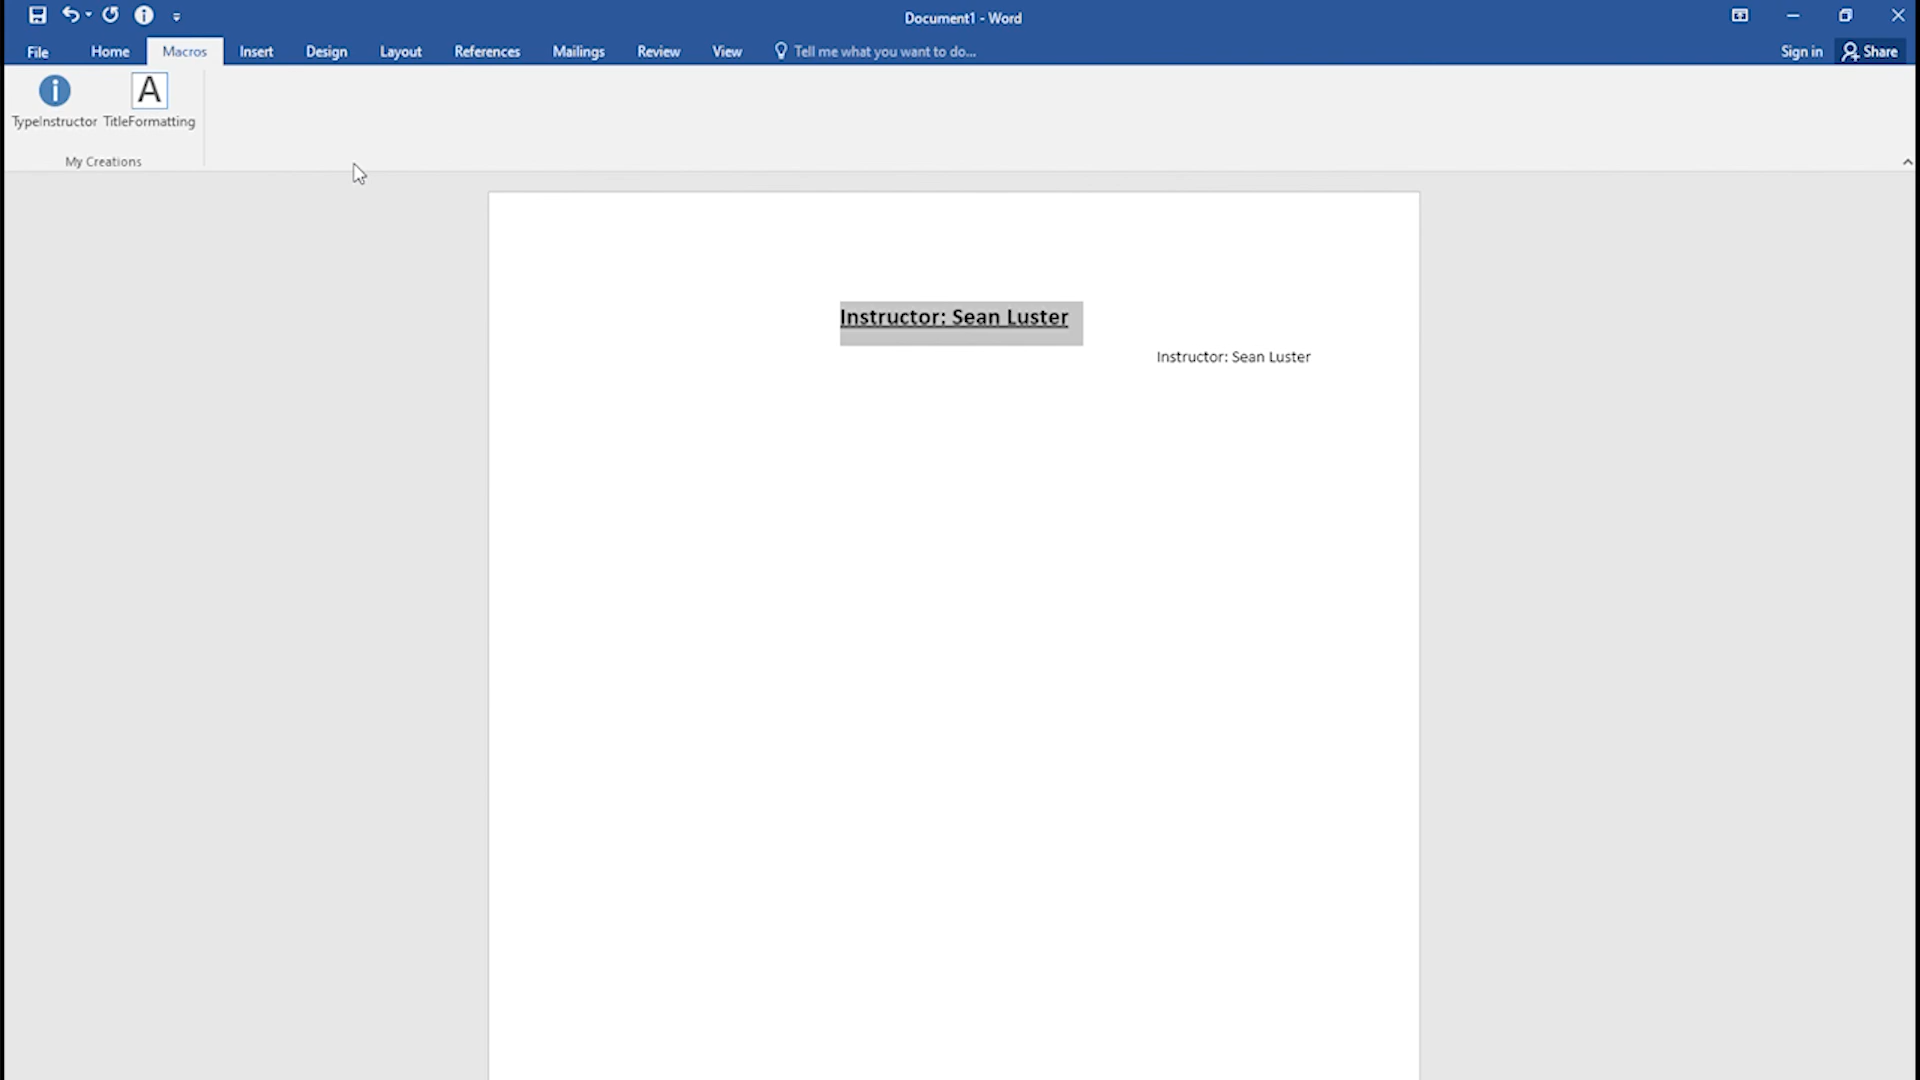 Document1 - Word
File Home Macros Insert Design Layout References Mailings Review View Tell me what you want to do... Sign in Share
TypeInstructor TitleFormatting
My Creations
Instructor: Sean Luster
Instructor: Sean Luster